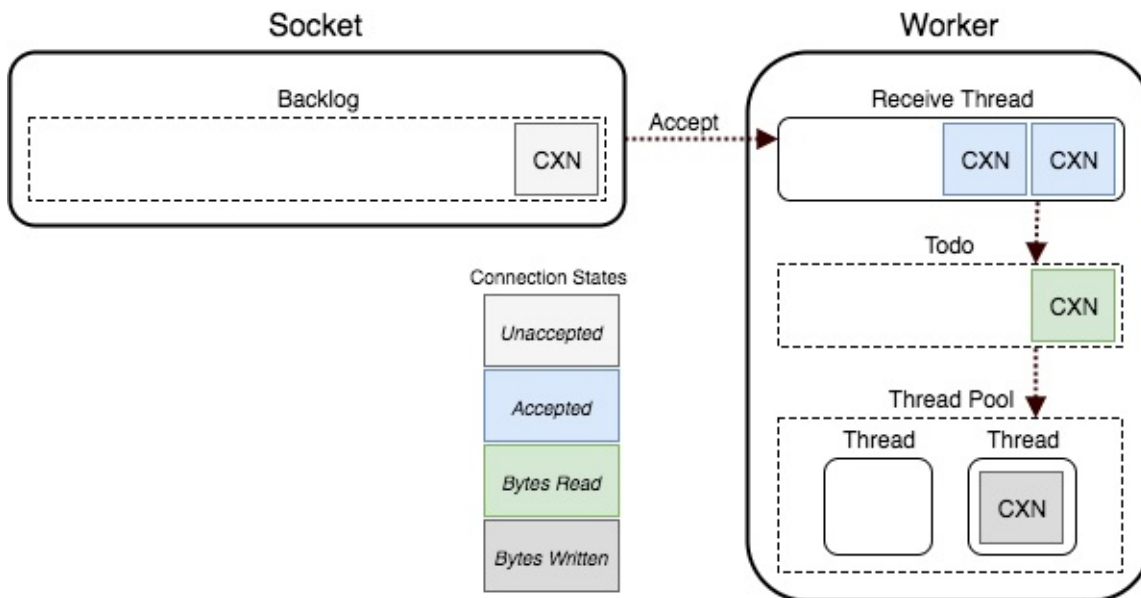 Socket
Worker
Backlog
CXN
Accept
Receive Thread
CXN
CXN
Todo
CXN
Connection States
Unaccepted
Accepted
Bytes Read
Bytes Written
Thread Pool
Thread
Thread
CXN